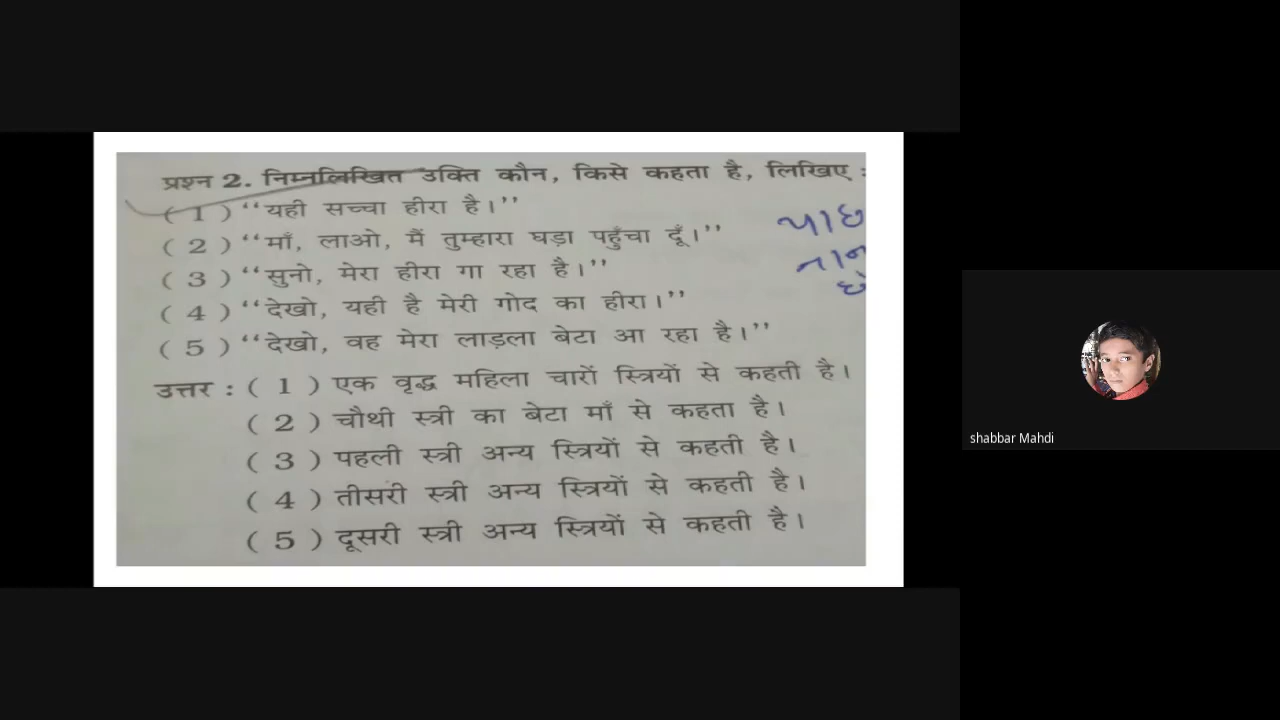 प्रश्न 2. निम्नलिखित उक्ति कौन, किसे कहता है, लिखिए :
( 1 ) “यही सच्चा हीरा है।”
( 2 ) “माँ, लाओ, मैं तुम्हारा घड़ा पहुँचा दूँ।”
( 3 ) “सुनो, मेरा हीरा गा रहा है।”
( 4 ) “देखो, यही है मेरी गोद का हीरा।”
( 5 ) “देखो, वह मेरा लाड़ला बेटा आ रहा है।”
उत्तर : ( 1 ) एक वृद्ध महिला चारों स्त्रियों से कहती है।
( 2 ) चौथी स्त्री का बेटा माँ से कहता है।
( 3 ) पहली स्त्री अन्य स्त्रियों से कहती है।
( 4 ) तीसरी स्त्री अन्य स्त्रियों से कहती है।
( 5 ) दूसरी स्त्री अन्य स्त्रियों से कहती है।
shabbar Mahdi